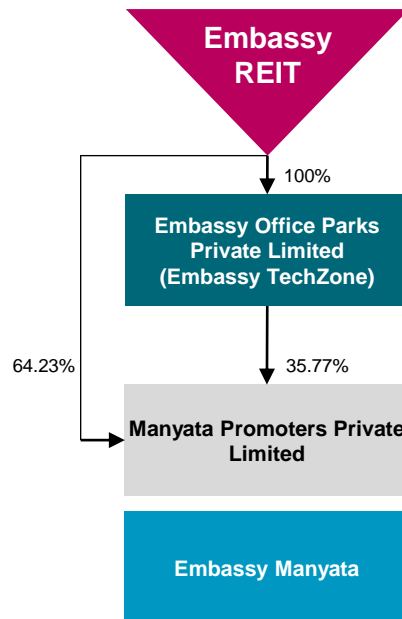 Embassy
REIT
100%
Embassy Office Parks
Private Limited
(Embassy TechZone)
64.23%
35.77%
Manyata Promoters Private
Limited
Embassy Manyata